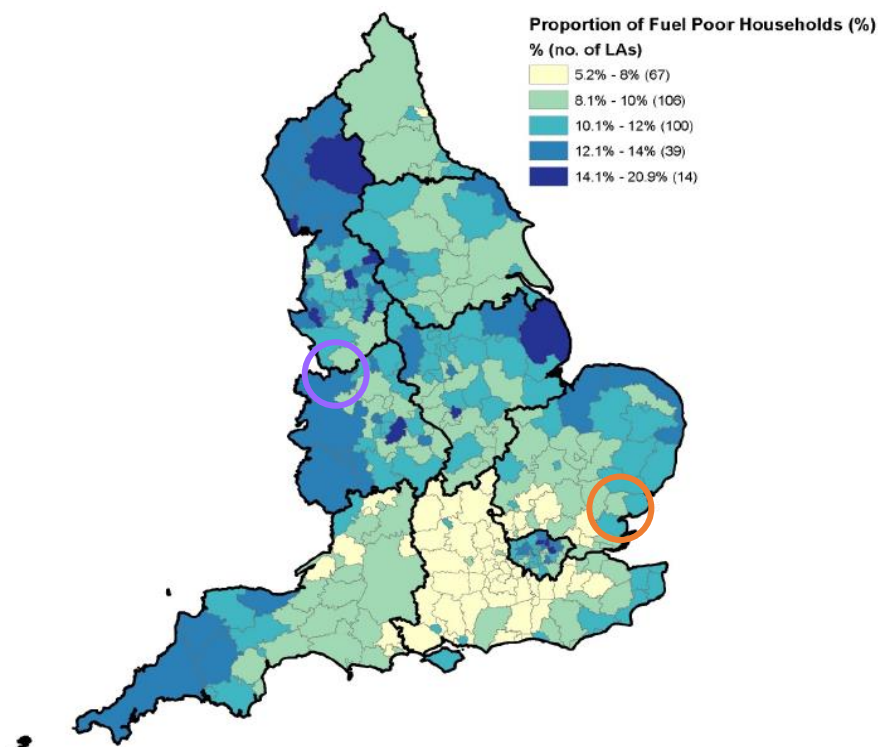 Proportion of Fuel Poor Households (%)
% (no. of LAs)
5.2% - 8% (67)
8.1% - 10% (106)
10.1% - 12% (100)
12.1% - 14% (39)
14.1% - 20.9% (14)